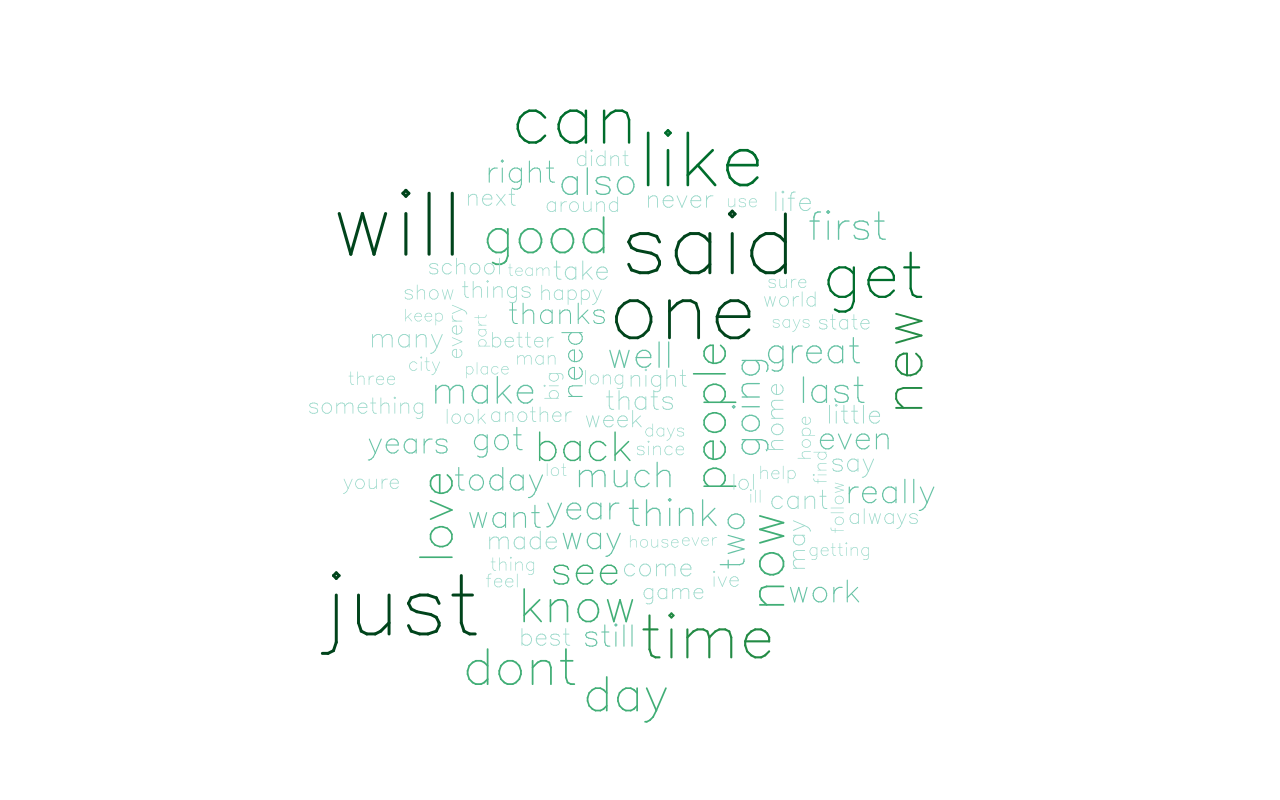 can
like
didnt
right
also
next
around
never
use
life
will
good
said
first
school
team
take
get
show
things
happy
sure
world
one
keep
every
part
thanks
says
state
new
many
better
need
well
people
great
city
man
place
big
long
night
going
three
make
thats
home
last
something
look
another
week
days
little
years
got
back
since
hope
even
love
youre
today
lot
much
lol
help
find
say
ill
cant
follow
really
want
year
think
two
now
may
always
made
way
house
ever
getting
thing
feel
see
come
ive
game
work
just
know
best
still
time
dont
day